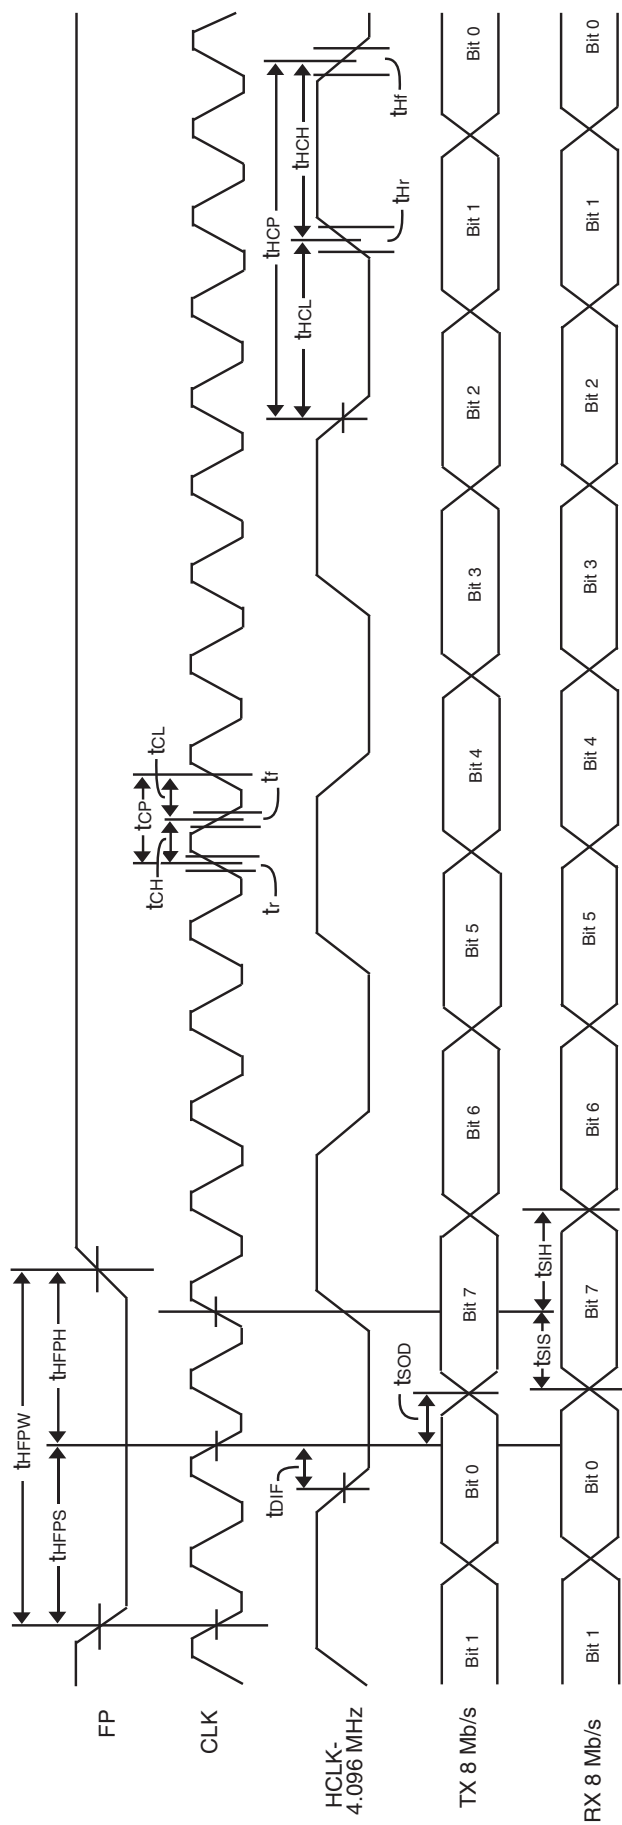 FP
tHFPW
tHFPS
tHFPH
CLK
tCH
tCP
tCL
tr
tf
HCLK-
4.096 MHz
tDIF
tHCP
tHCL
tHCH
tHr
tHf
TX 8 Mb/s
tSOD
Bit 1
Bit 0
Bit 7
Bit 6
Bit 5
Bit 4
Bit 3
Bit 2
Bit 1
Bit 0
RX 8 Mb/s
tSIS
tSIH
Bit 1
Bit 0
Bit 7
Bit 6
Bit 5
Bit 4
Bit 3
Bit 2
Bit 1
Bit 0